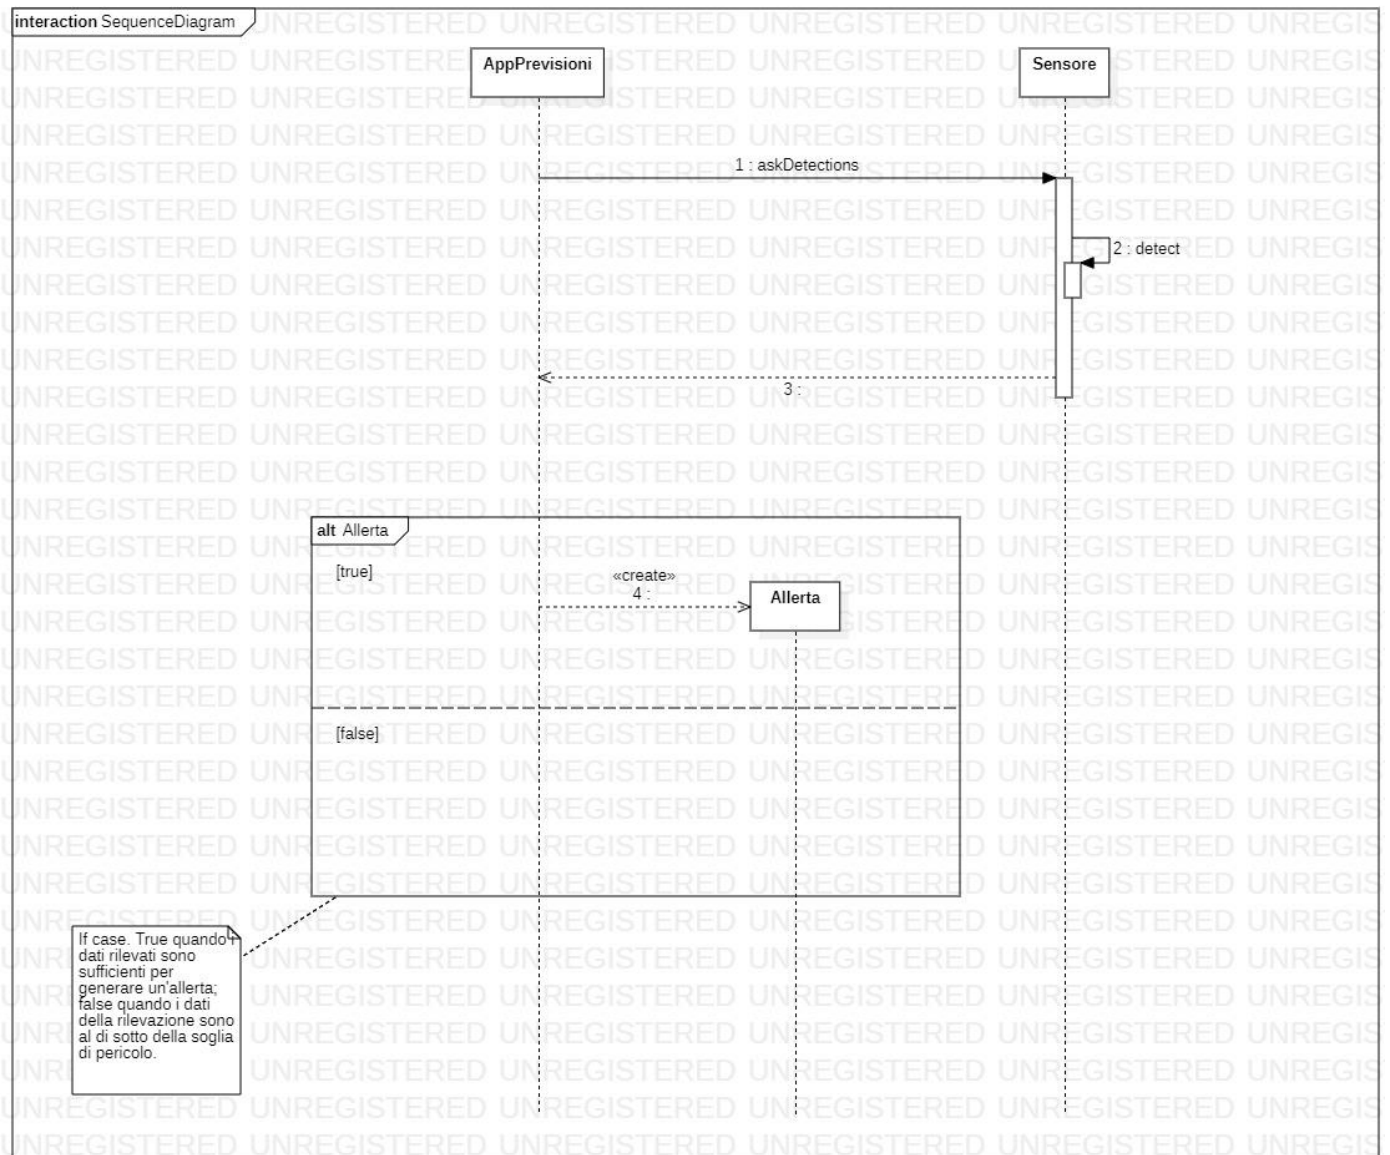 interaction SequenceDiagram
AppPrevisioni
Sensore
1 : askDetections
2 : detect
3 :
alt Allerta
[true]
«create»
4 :
Allerta
[false]
If case. True quando i
dati rilevati sono
sufficienti per
generare un'allerta;
false quando i dati
della rilevazione sono
al di sotto della soglia
di pericolo.
UNREGISTERED